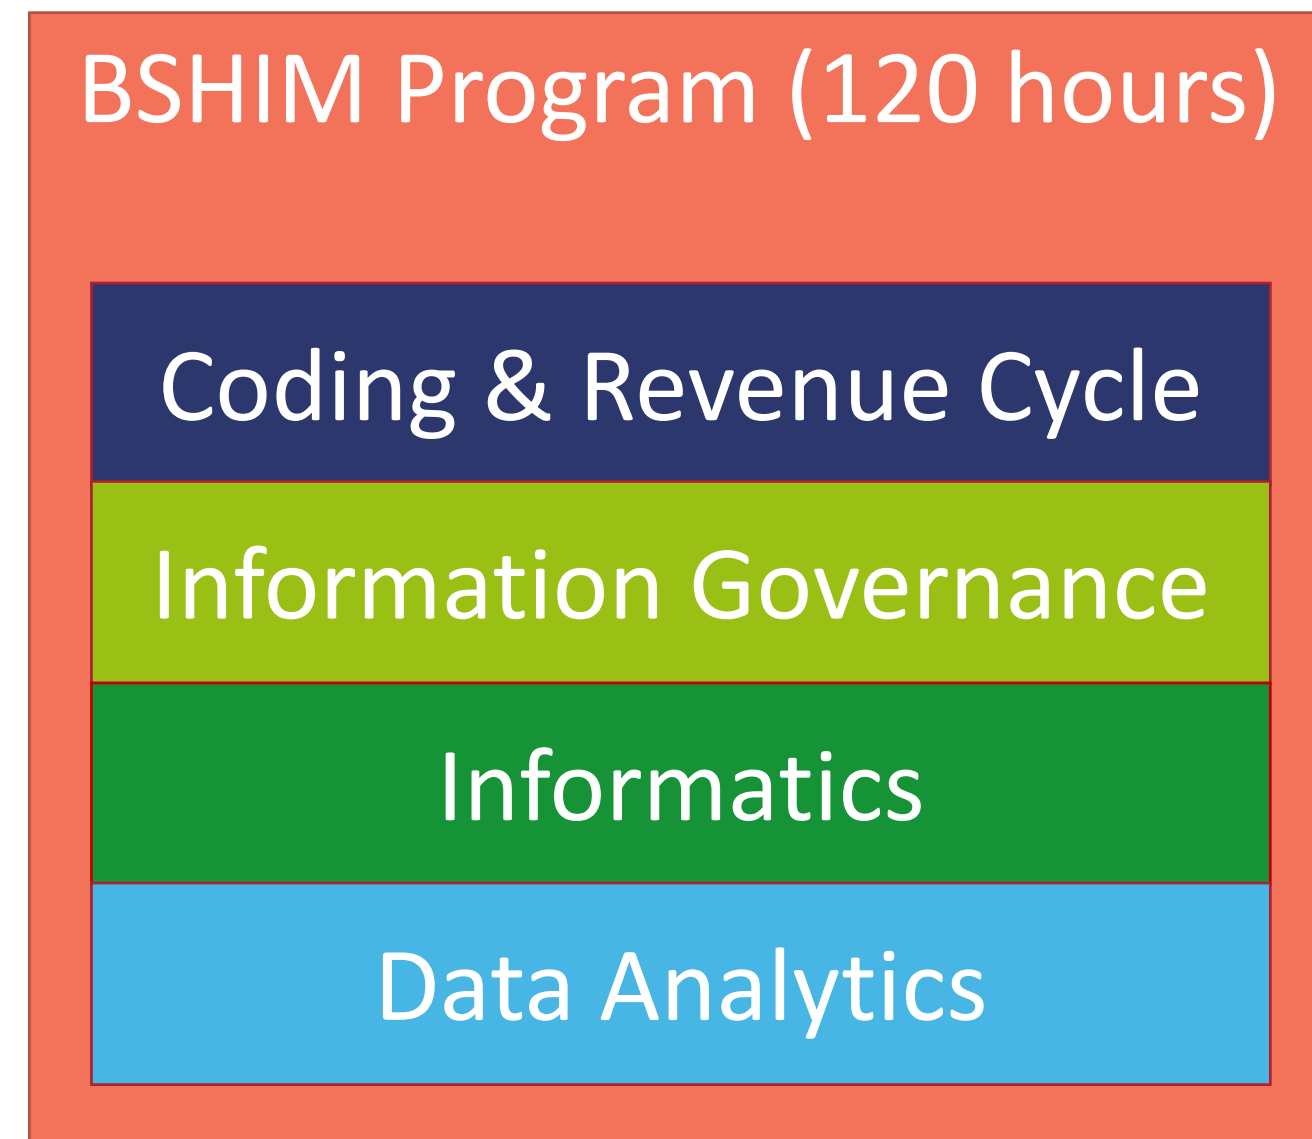 BSHIM Program (120 hours)
Coding & Revenue Cycle
Information Governance
Informatics
Data Analytics